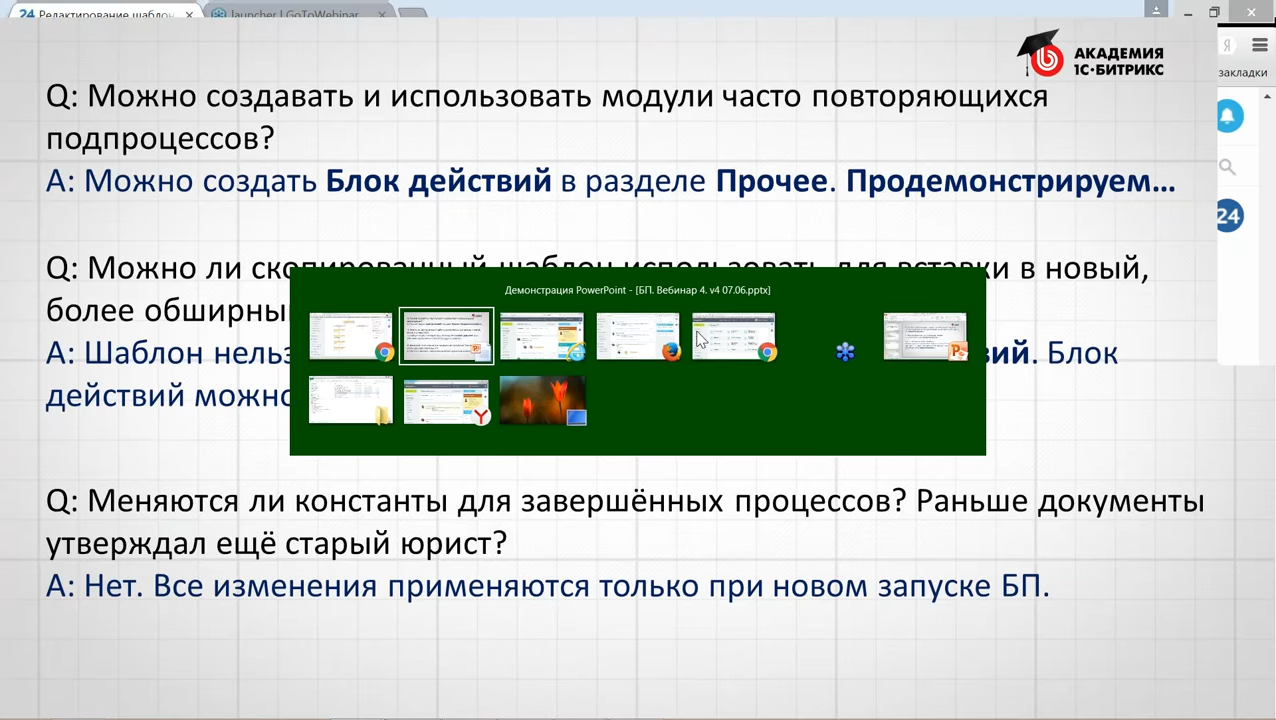 24 Редактирование шаблон
launcher | GoToWebinar
Я
закладки
24
АКАДЕМИЯ
1С-БИТРИКС
Q: Можно создавать и использовать модули часто повторяющихся
подпроцессов?
А: Можно создать Блок действий в разделе Прочее. Продемонстрируем...
Q: Можно ли скопированный шаблон использовать для вставки в новый,
более обширны
А: Шаблон нельз
вий. Блок
действий можно
Демонстрация PowerPoint - [БП. Вебинар 4. v4 07.06.pptx]
Q: Меняются ли константы для завершённых процессов? Раньше документы
утверждал ещё старый юрист?
А: Нет. Все изменения применяются только при новом запуске БП.